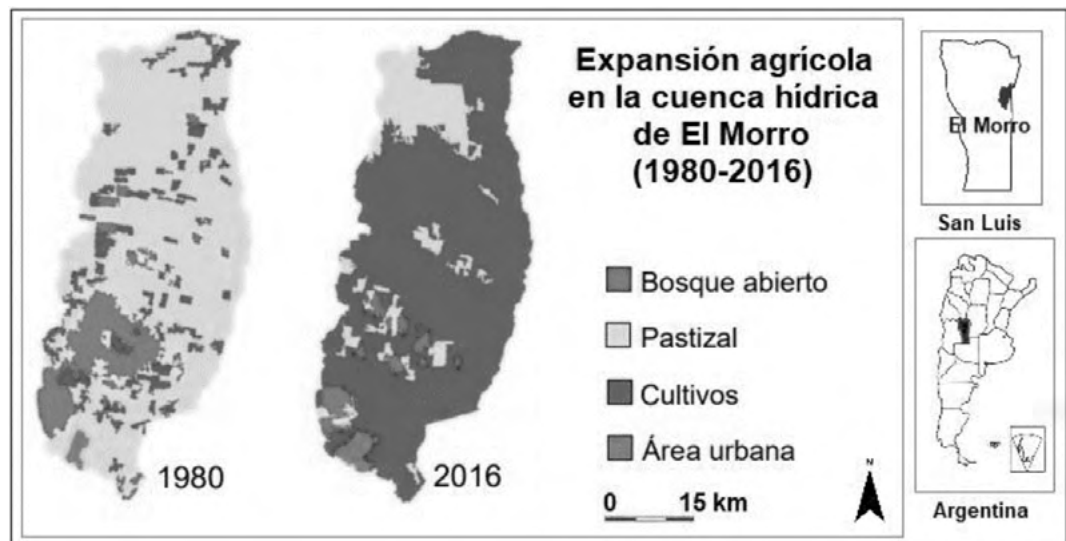 Expansión agrícola
en la cuenca hídrica
de El Morro
(1980-2016)
Bosque abierto
Pastizal
Cultivos
Área urbana
1980
2016
0 15 km
N
El Morro
San Luis
Argentina